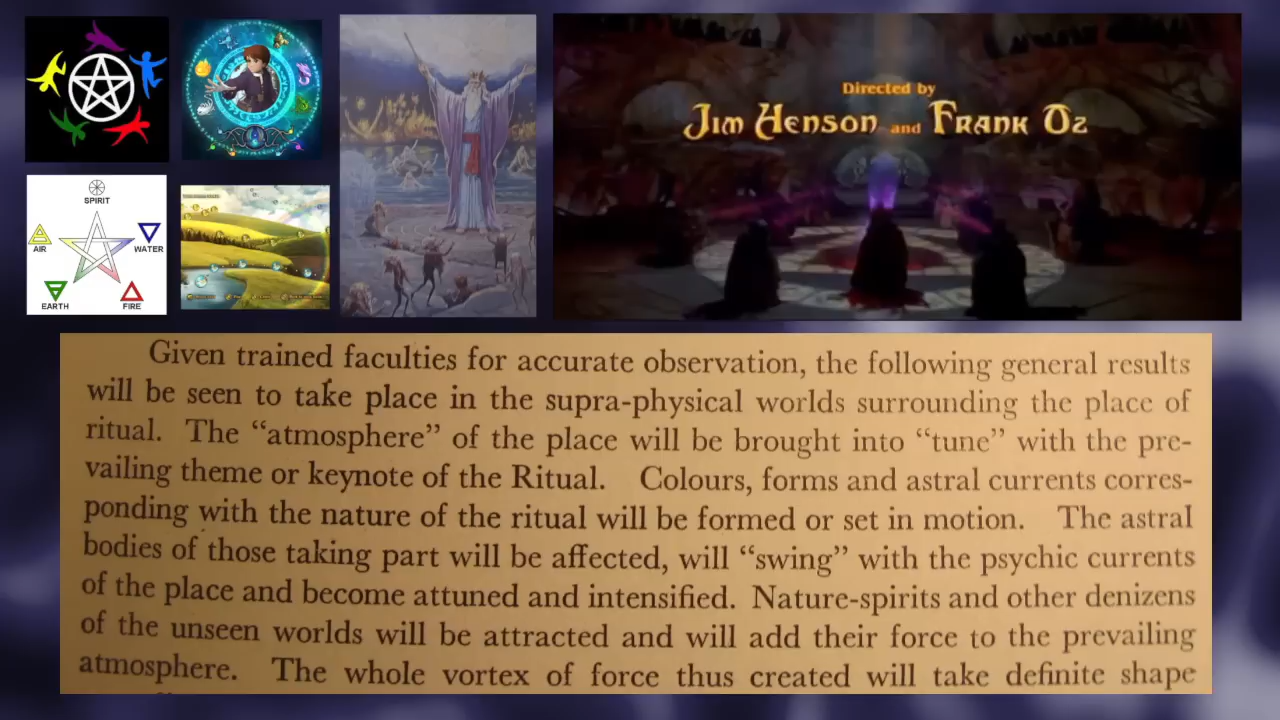 SPIRIT
AIR
WATER
EARTH
FIRE
Directed by
Jim Henson and Frank Oz
Given trained faculties for accurate observation, the following general results
will be seen to take place in the supra-physical worlds surrounding the place of
ritual. The “atmosphere” of the place will be brought into “tune” with the pre-
vailing theme or keynote of the Ritual. Colours, forms and astral currents corres-
ponding with the nature of the ritual will be formed or set in motion. The astral
bodies of those taking part will be affected, will “swing” with the psychic currents
of the place and become attuned and intensified. Nature-spirits and other denizens
of the unseen worlds will be attracted and will add their force to the prevailing
atmosphere. The whole vortex of force thus created will take definite shape